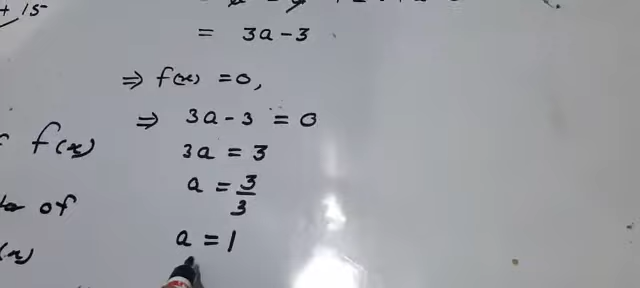 + 15
= 3a - 3
⇒ f(x) = 0,
⇒ 3a - 3 = 0
f(x)
3a = 3
a = 3/3
of
a = 1
(x)